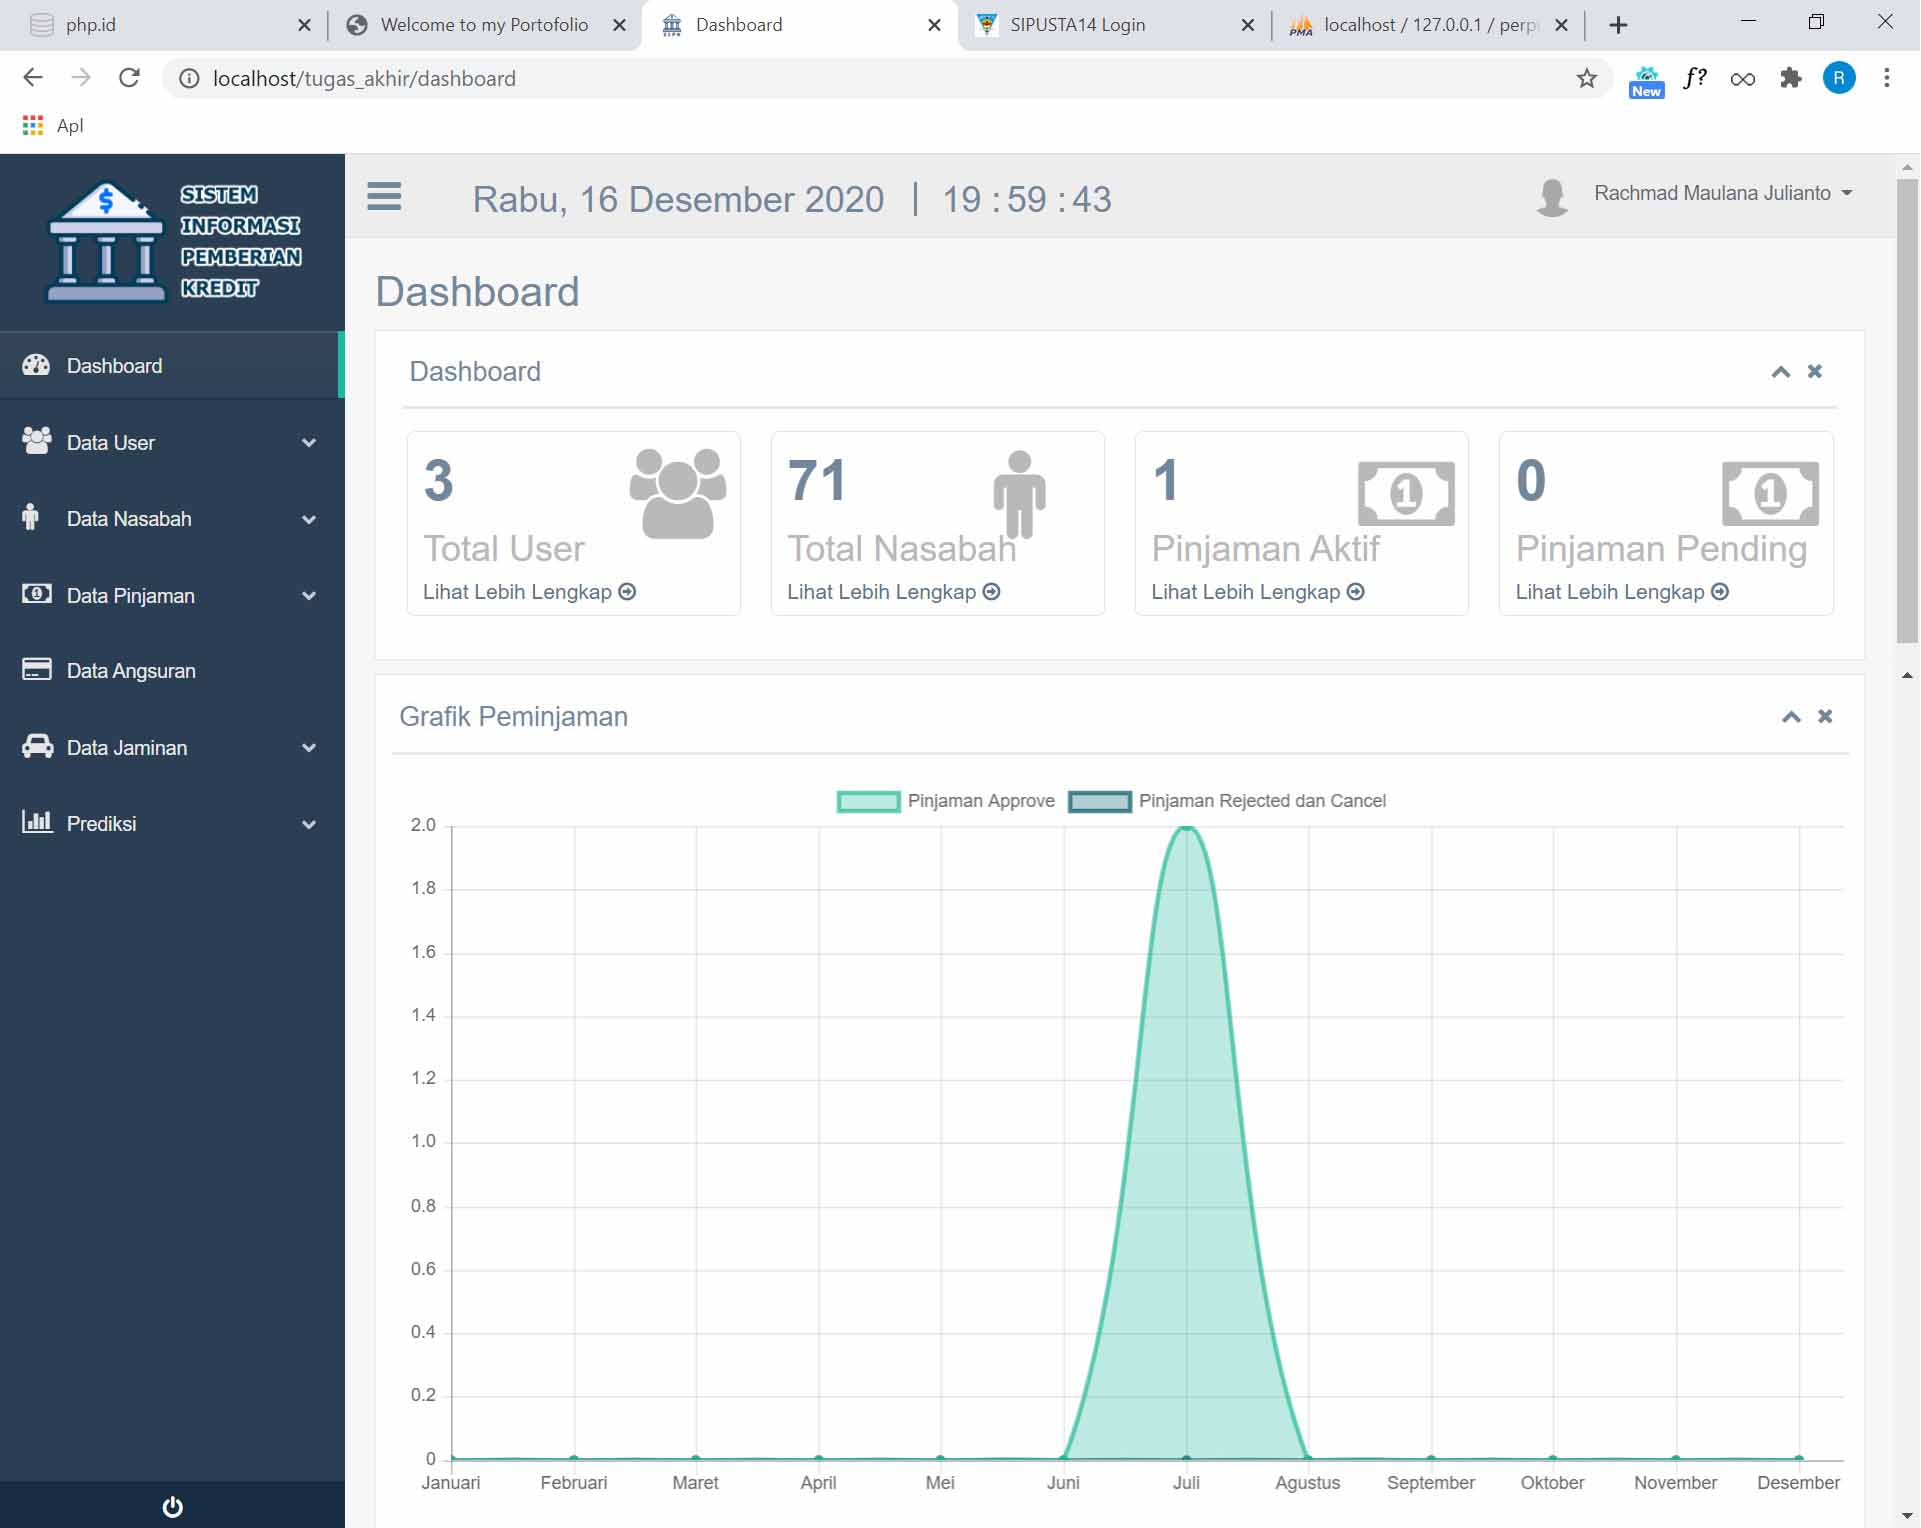 php.id
Welcome to my Portofolio
Dashboard
SIPUSTA14 Login
PMA
localhost / 127.0.0.1 / perp
localhost/tugas_akhir/dashboard
New
f?
R
Apl
SISTEM
INFORMASI
PEMBERIAN
KREDIT
Rabu, 16 Desember 2020 | 19 : 59 : 43
Rachmad Maulana Julianto
Dashboard
Data User
Data Nasabah
Data Pinjaman
Data Angsuran
Data Jaminan
Prediksi
Dashboard
Dashboard
3
Total User
Lihat Lebih Lengkap
71
Total Nasabah
Lihat Lebih Lengkap
1
Pinjaman Aktif
Lihat Lebih Lengkap
0
Pinjaman Pending
Lihat Lebih Lengkap
Grafik Peminjaman
Pinjaman Approve
Pinjaman Rejected dan Cancel
2.0
1.8
1.6
1.4
1.2
1.0
0.8
0.6
0.4
0.2
0
Januari Februari Maret April Mei Juni Juli Agustus September Oktober November Desember